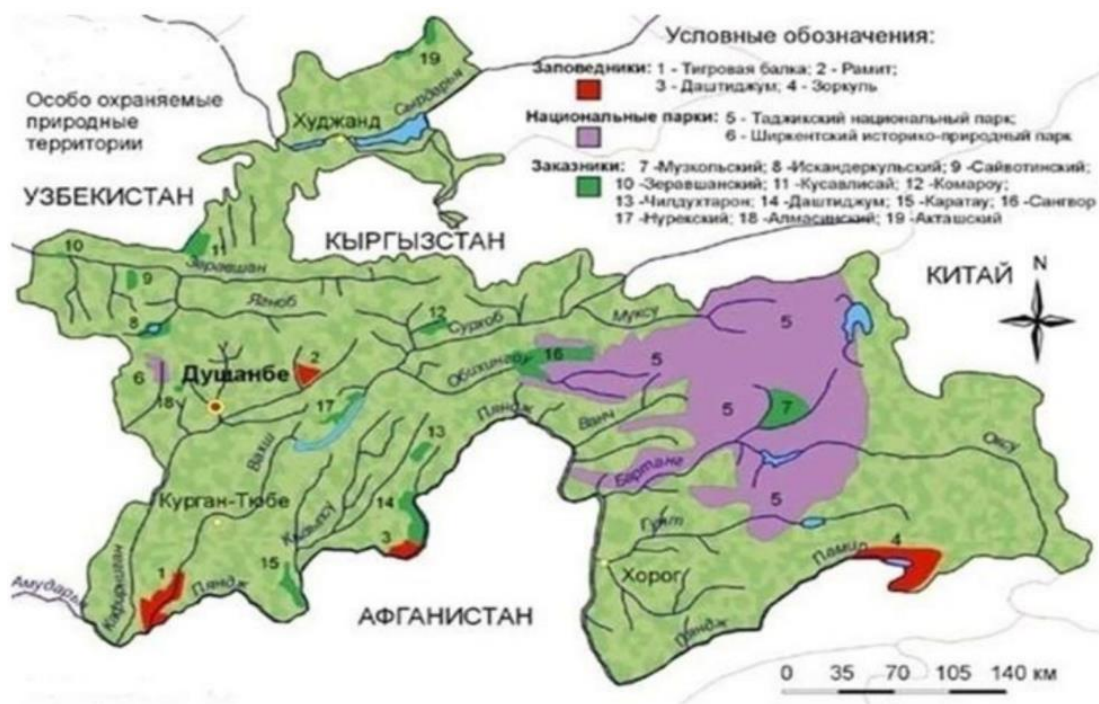 Условные обозначения:
Заповедники: 1 - Тигровая балка; 2 - Рамит;
3 - Даштиджум; 4 - Зоркуль
Национальные парки: 5 - Таджикский национальный парк;
6 - Ширкентский историко-природный парк
Заказники: 7 -Музкольский; 8 -Искандеркульский; 9 -Сайвотинский;
10 -Зеравшанский; 11 -Кусавлисай; 12 -Комароу;
13 -Чилдухтарон; 14 -Даштиджум; 15 -Каратау; 16 -Сангвор
17 -Нурекский; 18 -Алмасинский; 19 -Акташский
Особо охраняемые
природные
территории
19
Сырдарья
Худжанд
УЗБЕКИСТАН
КЫРГЫЗСТАН
КИТАЙ
N
10
11
Зеравшан
9
Ягноб
8
12
Сурхоб
Муксу
5
6
Душанбе
2
Обихингоу
16
5
18
17
Пяндж
Ванч
5
7
Вахш
13
Бартанг
Оксу
Курган-Тюбе
Кызылсу
14
5
Гунт
3
15
1
Пяндж
Кафирниган
Амударья
Хорог
Памир
4
АФГАНИСТАН
Пяндж
0 35 70 105 140 км